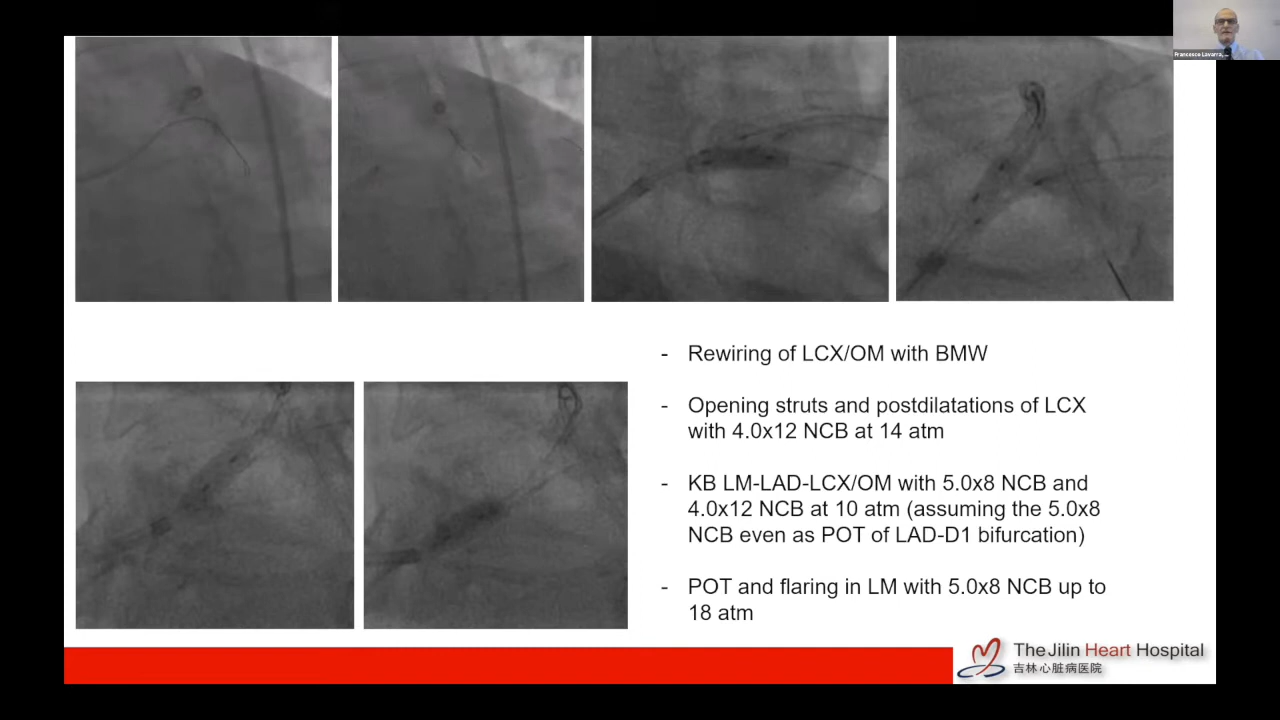 Francesco Lavarra, ...
- Rewiring of LCX/OM with BMW
- Opening struts and postdilatations of LCX
with 4.0x12 NCB at 14 atm
- KB LM-LAD-LCX/OM with 5.0x8 NCB and
4.0x12 NCB at 10 atm (assuming the 5.0x8
NCB even as POT of LAD-D1 bifurcation)
- POT and flaring in LM with 5.0x8 NCB up to
18 atm
The Jilin Heart Hospital
吉林心脏病医院